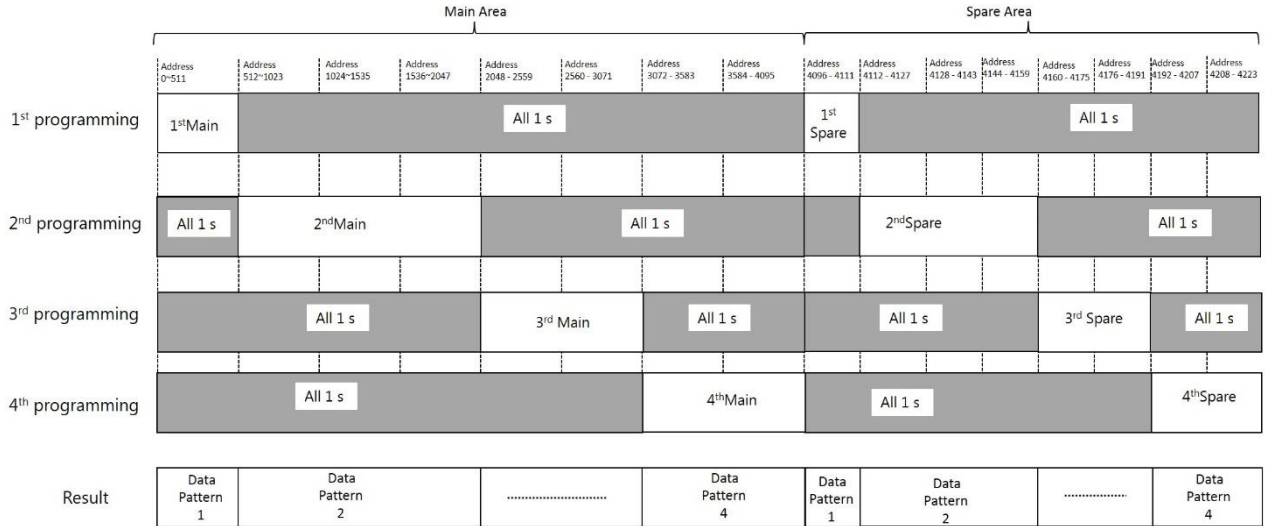 Main Area
Spare Area
Address
0~511
Address
512~1023
Address
1024~1535
Address
1536~2047
Address
2048 - 2559
Address
2560 - 3071
Address
3072 - 3583
Address
3584 - 4095
Address
4096 - 4111
Address
4112 - 4127
Address
4128 - 4143
Address
4144 - 4159
Address
4160 - 4175
Address
4176 - 4191
Address
4192 - 4207
Address
4208 - 4223
1st programming
1stMain
All 1 s
1st
Spare
All 1 s
2nd programming
All 1 s
2ndMain
All 1 s
2ndSpare
All 1 s
3rd programming
All 1 s
3rd Main
All 1 s
All 1 s
3rd Spare
All 1 s
4th programming
All 1 s
4thMain
All 1 s
4thSpare
Result
Data
Pattern
1
Data
Pattern
2
Data
Pattern
4
Data
Pattern
1
Data
Pattern
2
Data
Pattern
4